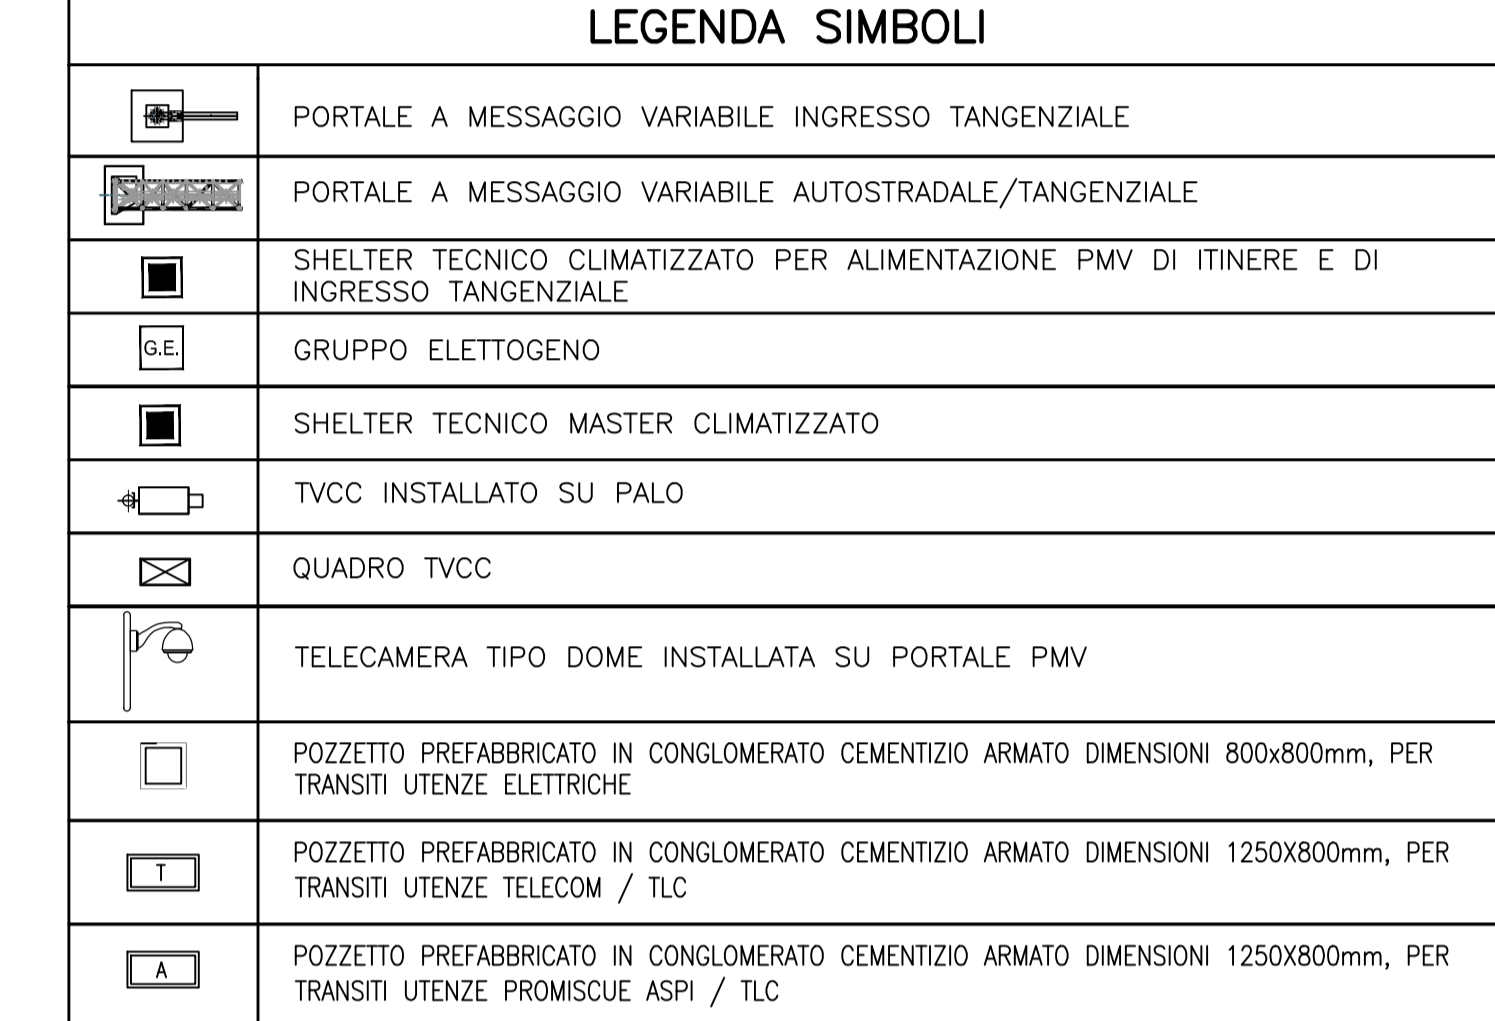 LEGENDA SIMBOLI
PORTALE A MESSAGGIO VARIABILE INGRESSO TANGENZIALE
PORTALE A MESSAGGIO VARIABILE AUTOSTRADALE/TANGENZIALE
SHELTER TECNICO CLIMATIZZATO PER ALIMENTAZIONE PMV DI ITINERE E DI
INGRESSO TANGENZIALE
G.E.
GRUPPO ELETTOGENO
SHELTER TECNICO MASTER CLIMATIZZATO
TVCC INSTALLATO SU PALO
QUADRO TVCC
TELECAMERA TIPO DOME INSTALLATA SU PORTALE PMV
POZZETTO PREFABBRICATO IN CONGLOMERATO CEMENTIZIO ARMATO DIMENSIONI 800x800mm, PER
TRANSITI UTENZE ELETTRICHE
T
POZZETTO PREFABBRICATO IN CONGLOMERATO CEMENTIZIO ARMATO DIMENSIONI 1250X800mm, PER
TRANSITI UTENZE TELECOM / TLC
A
POZZETTO PREFABBRICATO IN CONGLOMERATO CEMENTIZIO ARMATO DIMENSIONI 1250X800mm, PER
TRANSITI UTENZE PROMISCUE ASPI / TLC